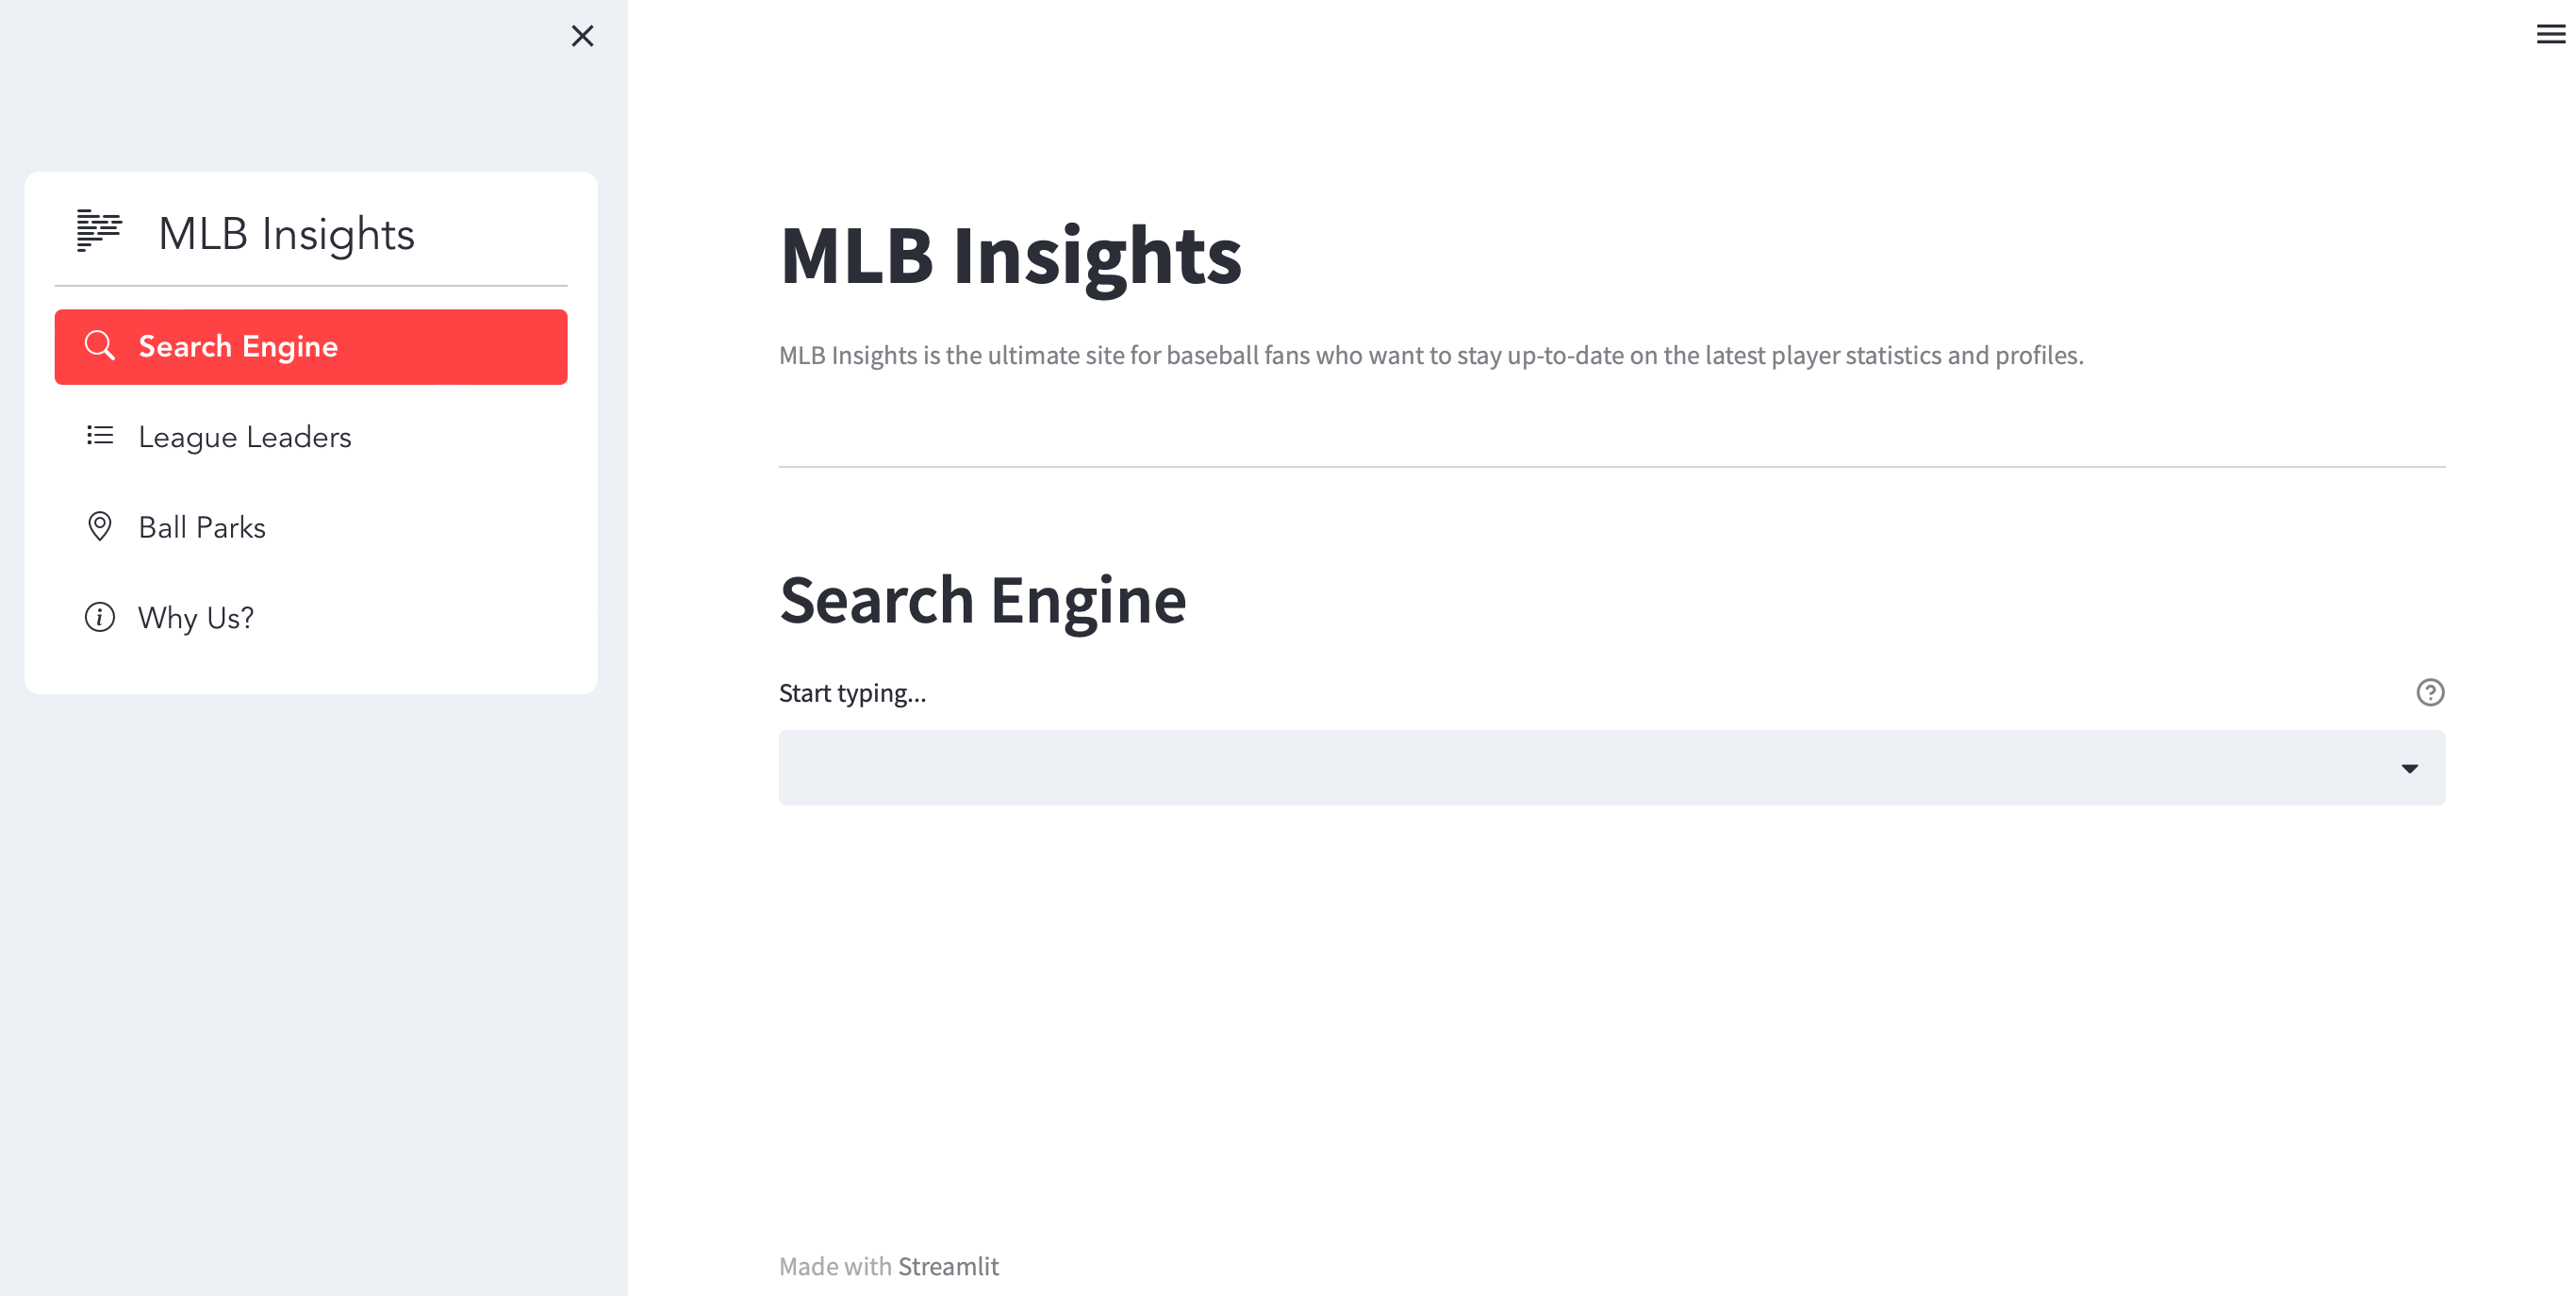 MLB Insights
Search Engine
League Leaders
Ball Parks
Why Us?
MLB Insights
MLB Insights is the ultimate site for baseball fans who want to stay up-to-date on the latest player statistics and profiles.
Search Engine
Start typing...
Made with Streamlit